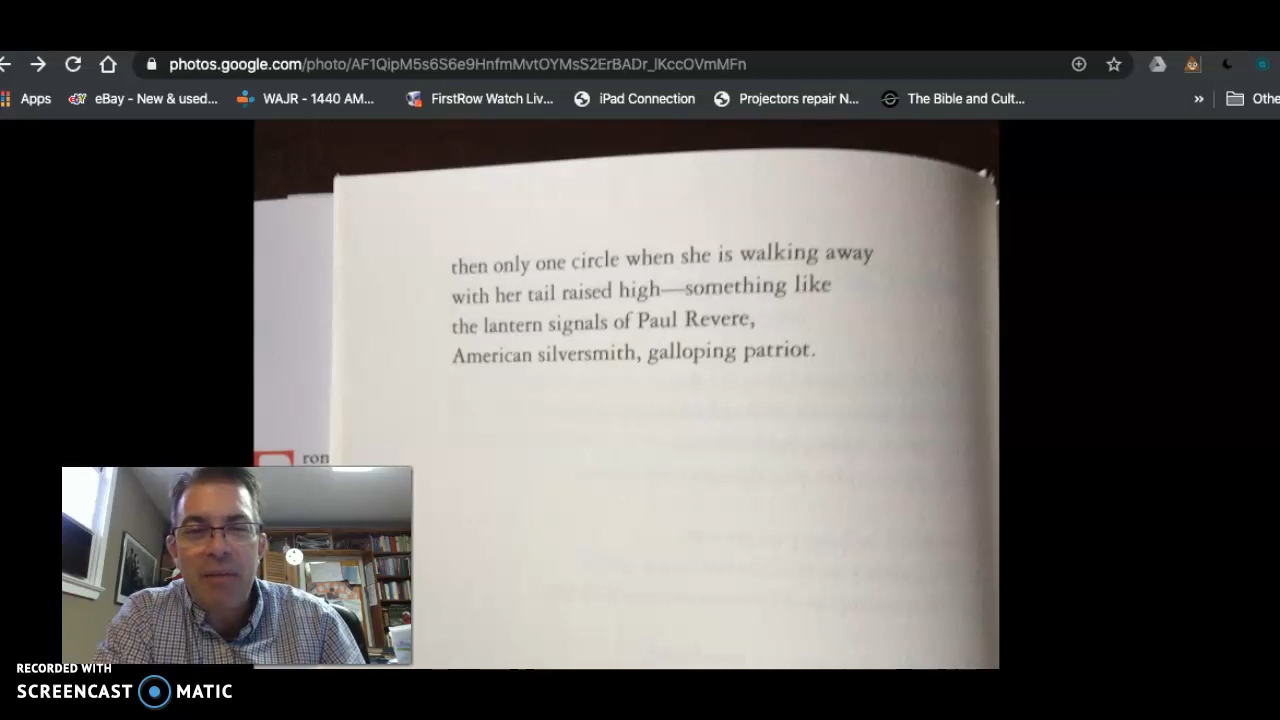 photos.google.com/photo/AF1QipM5s6S6e9HnfmMvtOYMsS2ErBADr_lKccOVmMFn
Apps
eBay - New & used...
WAJR - 1440 AM...
FirstRow Watch Liv...
iPad Connection
Projectors repair N...
The Bible and Cult...
»
Othe
then only one circle when she is walking away
with her tail raised high—something like
the lantern signals of Paul Revere,
American silversmith, galloping patriot.
ron
RECORDED WITH
SCREENCAST MATIC